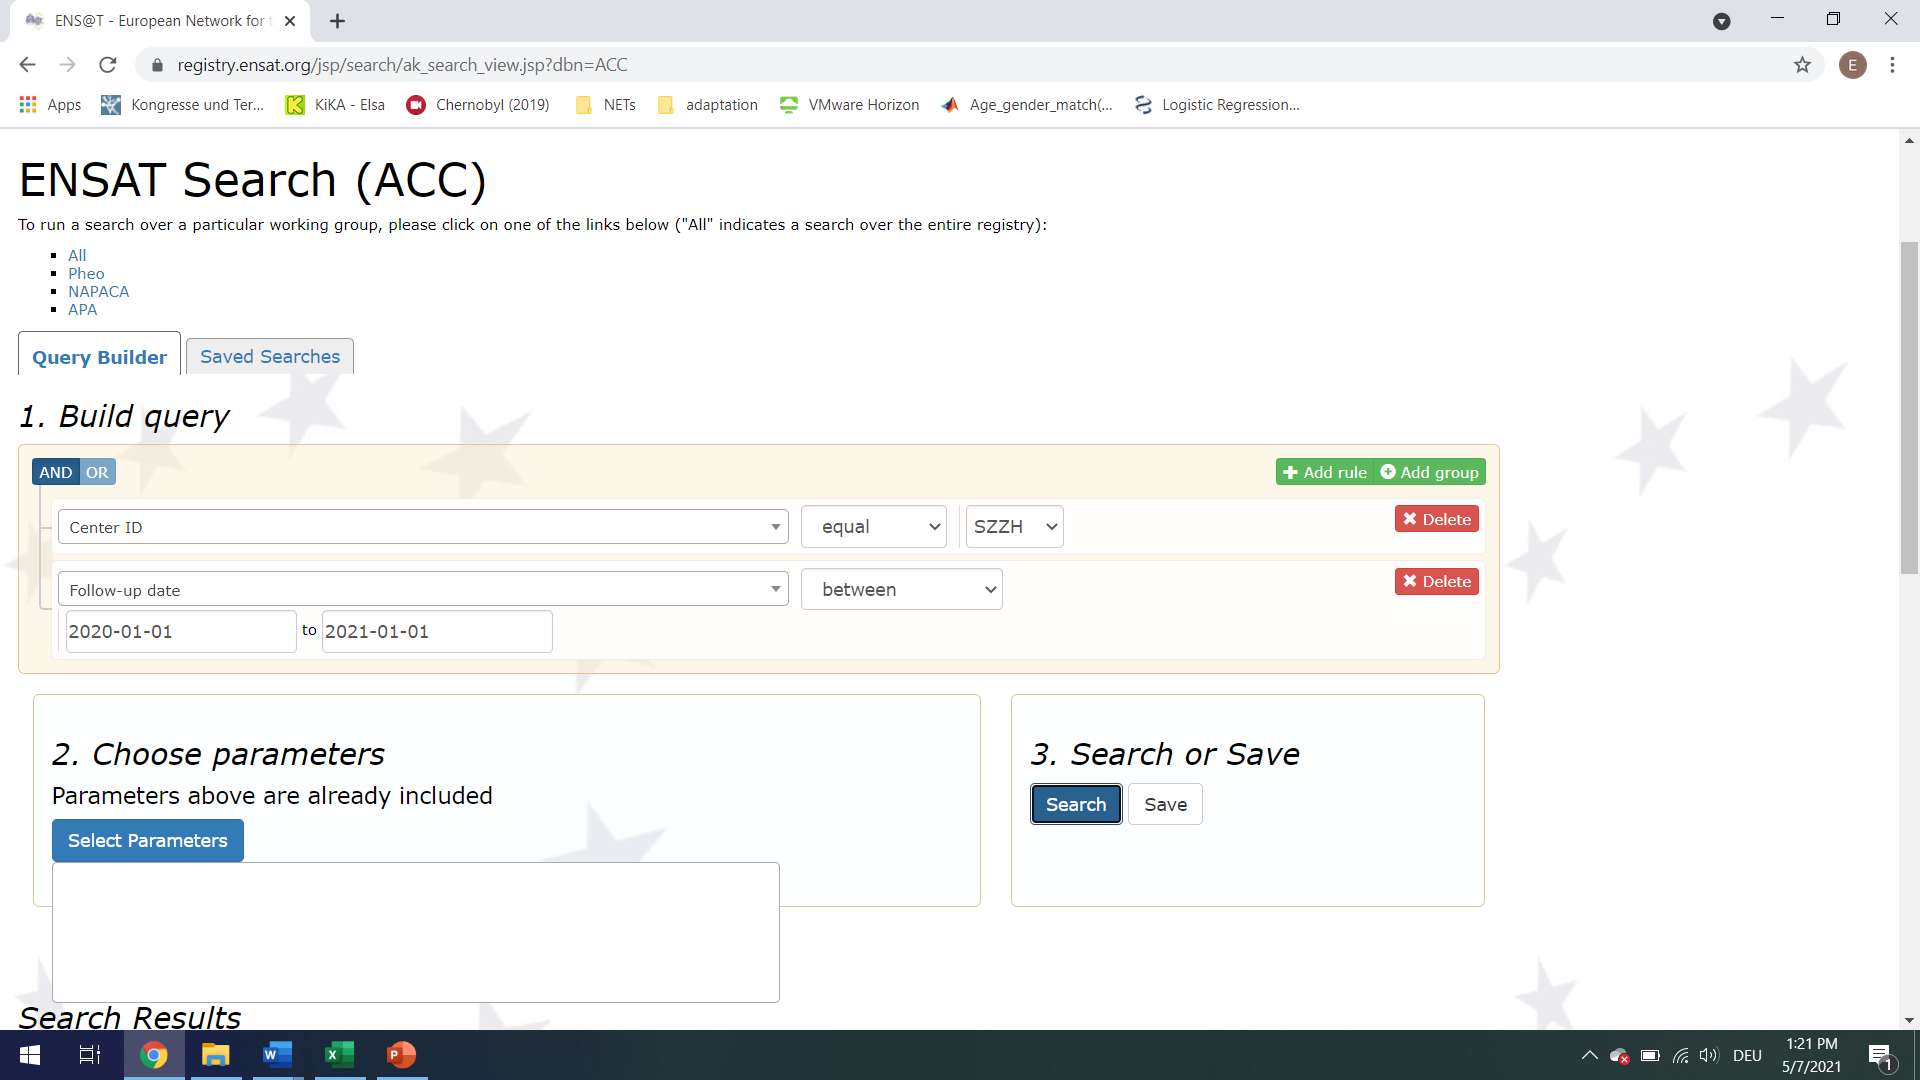 ENS@T - European Network for t
registry.ensat.org/jsp/search/ak_search_view.jsp?dbn=ACC
E
Apps Kongresse und Ter... KiKA - Elsa Chernobyl (2019) NETs adaptation VMware Horizon Age_gender_match(... Logistic Regression...
ENSAT Search (ACC)
To run a search over a particular working group, please click on one of the links below ("All" indicates a search over the entire registry):
All
Pheo
NAPACA
APA
Query Builder Saved Searches
1. Build query
AND OR Add rule Add group
Center ID equal SZZH Delete
Follow-up date between Delete
2020-01-01 to 2021-01-01
2. Choose parameters
Parameters above are already included
Select Parameters
3. Search or Save
Search Save
Search Results
DEU
1:21 PM
5/7/2021
1